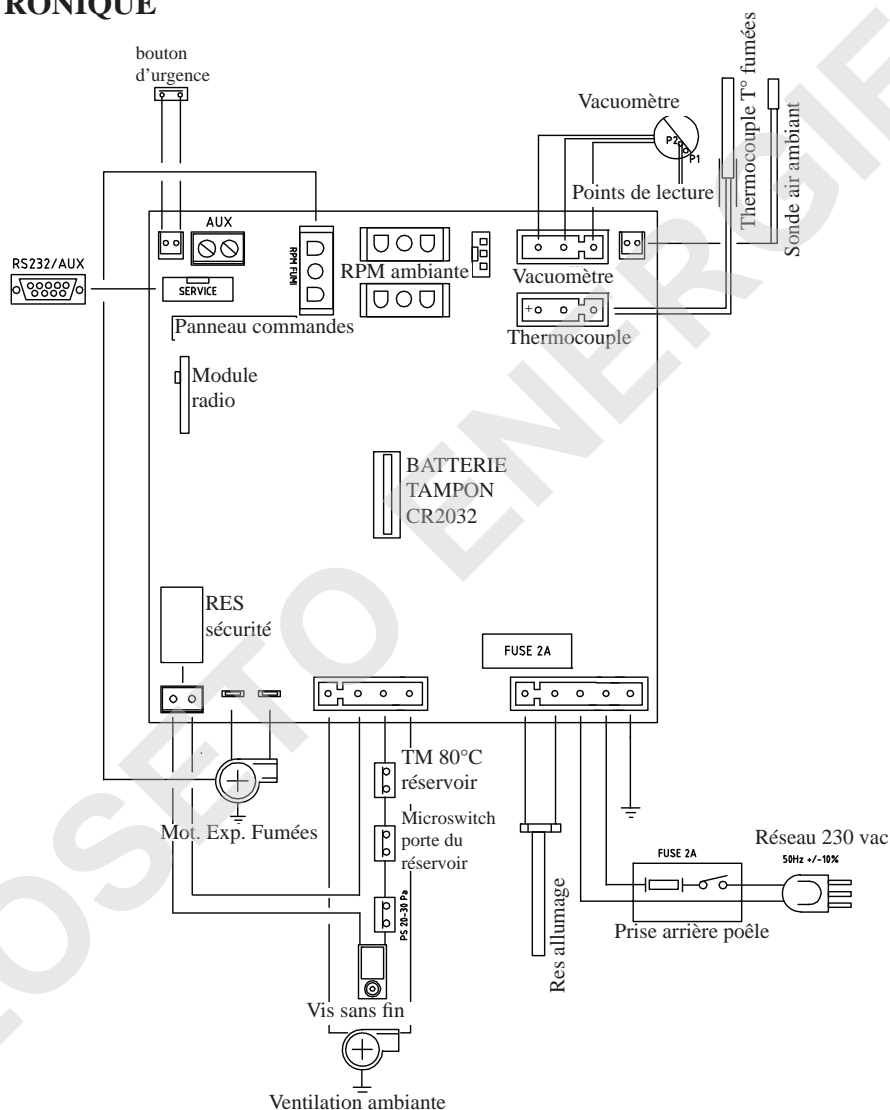 RONIQUE
bouton
d'urgence
Vacuomètre
P2
P1
Points de lecture
Thermocouple T° fumées
Sonde air ambiant
AUX
RS232/AUX
SERVICE
RPM FUMI
RPM ambiante
Vacuomètre
Panneau commandes
+
Thermocouple
Module
radio
BATTERIE
TAMPON
CR2032
RES
sécurité
FUSE 2A
TM 80°C
réservoir
Mot. Exp. Fumées
Microswitch
porte du
réservoir
PS 20-30 Pa
Réseau 230 vac
50Hz +/-10%
FUSE 2A
Prise arrière poêle
Res allumage
Vis sans fin
Ventilation ambiante
OSETO ENERGIE